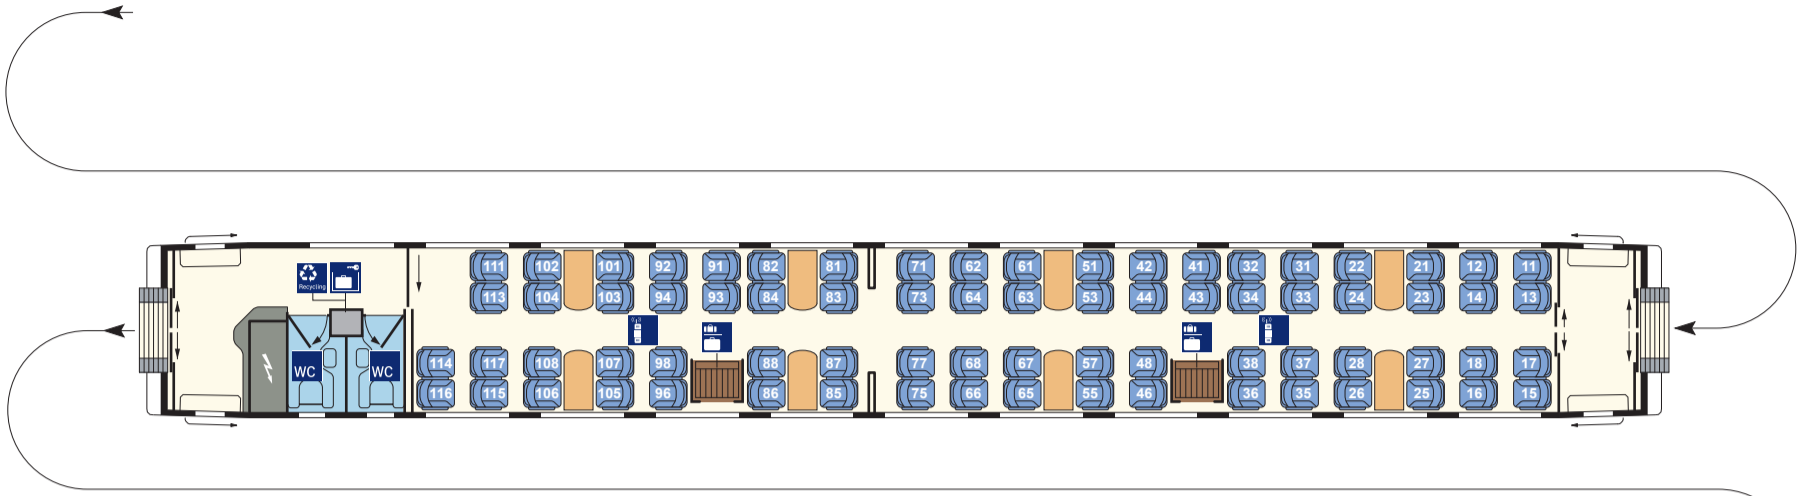 Recycling
111 102 101 92 91 82 81 71 62 61 51 42 41 32 31 22 21 12 11
113 104 103 94 93 84 83 73 64 63 53 44 43 34 33 24 23 14 13
WC WC
114 117 108 107 98 88 87 77 68 67 57 48 38 37 28 27 18 17
116 115 106 105 96 86 85 75 66 65 55 46 36 35 26 25 16 15